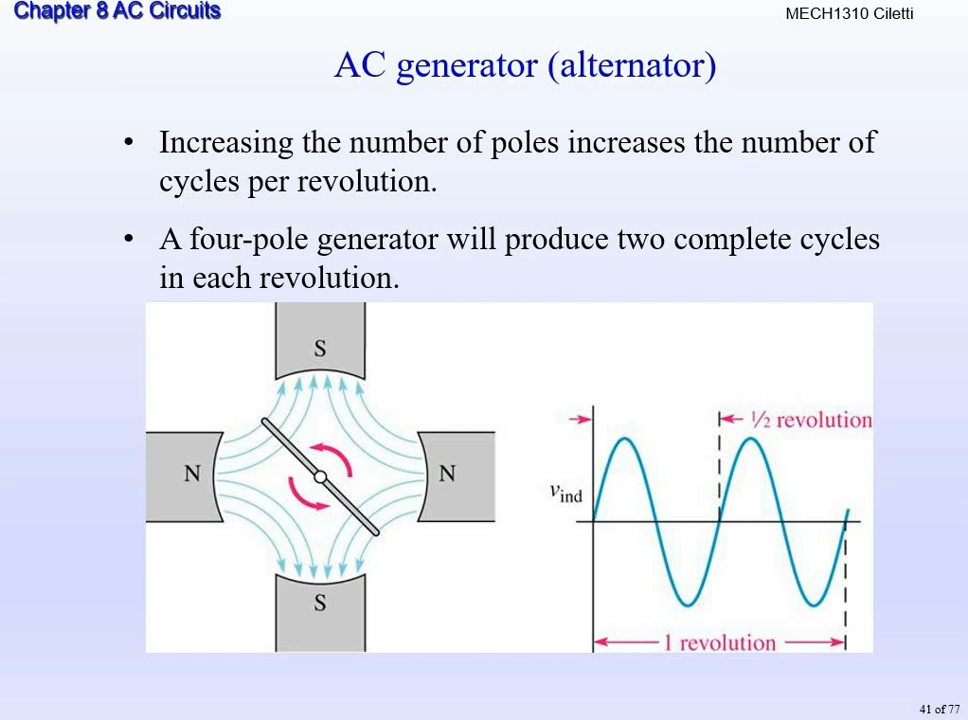 Chapter 8 AC Circuits
MECH1310 Ciletti
AC generator (alternator)
• Increasing the number of poles increases the number of
cycles per revolution.
• A four-pole generator will produce two complete cycles
in each revolution.
S
N
N
S
½ revolution
vind
1 revolution
41 of 77